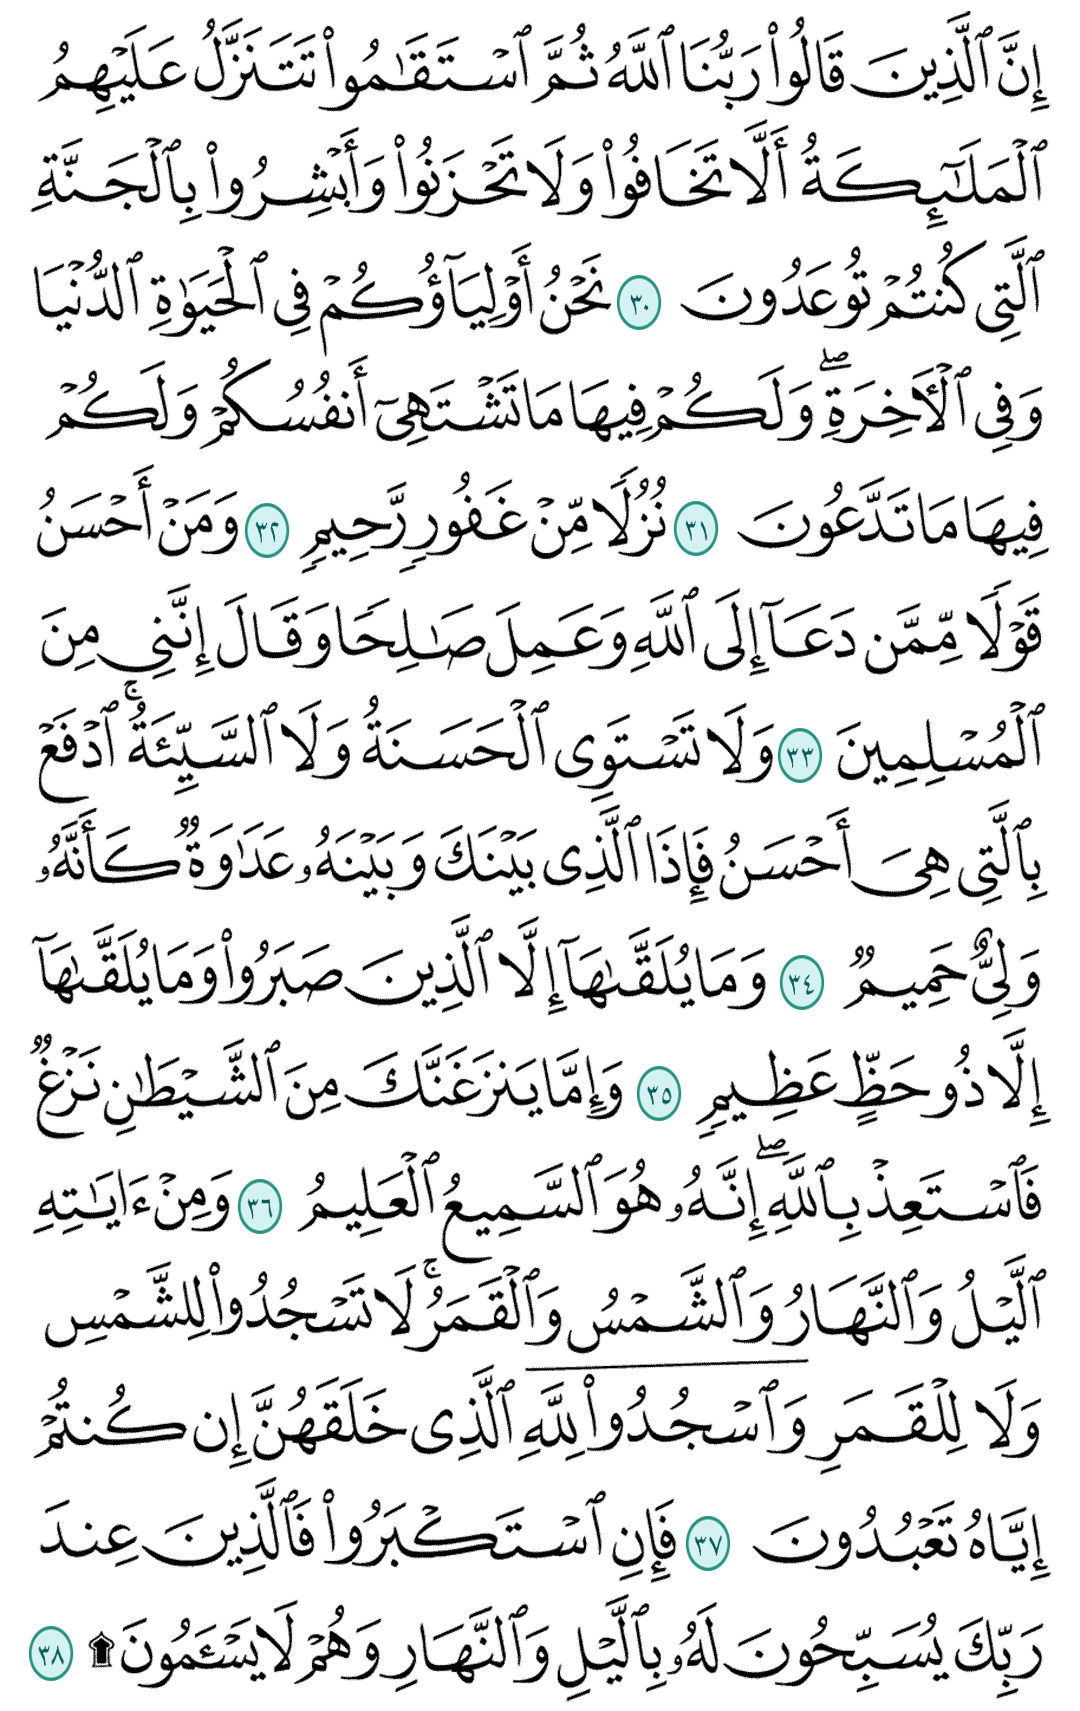 إِنَّ ٱلَّذِينَ قَالُوا۟ رَبُّنَا ٱللَّهُ ثُمَّ ٱسْتَقَـٰمُوا۟ تَتَنَزَّلُ عَلَيْهِمُ
ٱلْمَلَـٰٓئِكَةُ أَلَّا تَخَافُوا۟ وَلَا تَحْزَنُوا۟ وَأَبْشِرُوا۟ بِٱلْجَنَّةِ
ٱلَّتِى كُنتُمْ تُوعَدُونَ ٣٠ نَحْنُ أَوْلِيَآؤُكُمْ فِى ٱلْحَيَوٰةِ ٱلدُّنْيَا
وَفِى ٱلْـَٔاخِرَةِ ۖ وَلَكُمْ فِيهَا مَا تَشْتَهِىٓ أَنفُسُكُمْ وَلَكُمْ
فِيهَا مَا تَدَّعُونَ ٣١ نُزُلًا مِّنْ غَفُورٍ رَّحِيمٍ ٣٢ وَمَنْ أَحْسَنُ
قَوْلًا مِّمَّن دَعَآ إِلَى ٱللَّهِ وَعَمِلَ صَـٰلِحًا وَقَالَ إِنَّنِى مِنَ
ٱلْمُسْلِمِينَ ٣٣ وَلَا تَسْتَوِى ٱلْحَسَنَةُ وَلَا ٱلسَّيِّئَةُ ۚ ٱدْفَعْ
بِٱلَّتِى هِىَ أَحْسَنُ فَإِذَا ٱلَّذِى بَيْنَكَ وَبَيْنَهُۥ عَدَٰوَةٌ كَأَنَّهُۥ
وَلِىٌّ حَمِيمٌ ٣٤ وَمَا يُلَقَّىٰهَآ إِلَّا ٱلَّذِينَ صَبَرُوا۟ وَمَا يُلَقَّىٰهَآ
إِلَّا ذُو حَظٍّ عَظِيمٍ ٣٥ وَإِمَّا يَنزَغَنَّكَ مِنَ ٱلشَّيْطَـٰنِ نَزْغٌ
فَٱسْتَعِذْ بِٱللَّهِ ۖ إِنَّهُۥ هُوَ ٱلسَّمِيعُ ٱلْعَلِيمُ ٣٦ وَمِنْ ءَايَـٰتِهِ
ٱلَّيْلُ وَٱلنَّهَارُ وَٱلشَّمْسُ وَٱلْقَمَرُ ۚ لَا تَسْجُدُوا۟ لِلشَّمْسِ
وَلَا لِلْقَمَرِ وَٱسْجُدُوا۟ لِلَّهِ ٱلَّذِى خَلَقَهُنَّ إِن كُنتُمْ
إِيَّاهُ تَعْبُدُونَ ٣٧ فَإِنِ ٱسْتَكْبَرُوا۟ فَٱلَّذِينَ عِندَ
رَبِّكَ يُسَبِّحُونَ لَهُۥ بِٱلَّيْلِ وَٱلنَّهَارِ وَهُمْ لَا يَسْـَٔمُونَ ۩ ٣٨